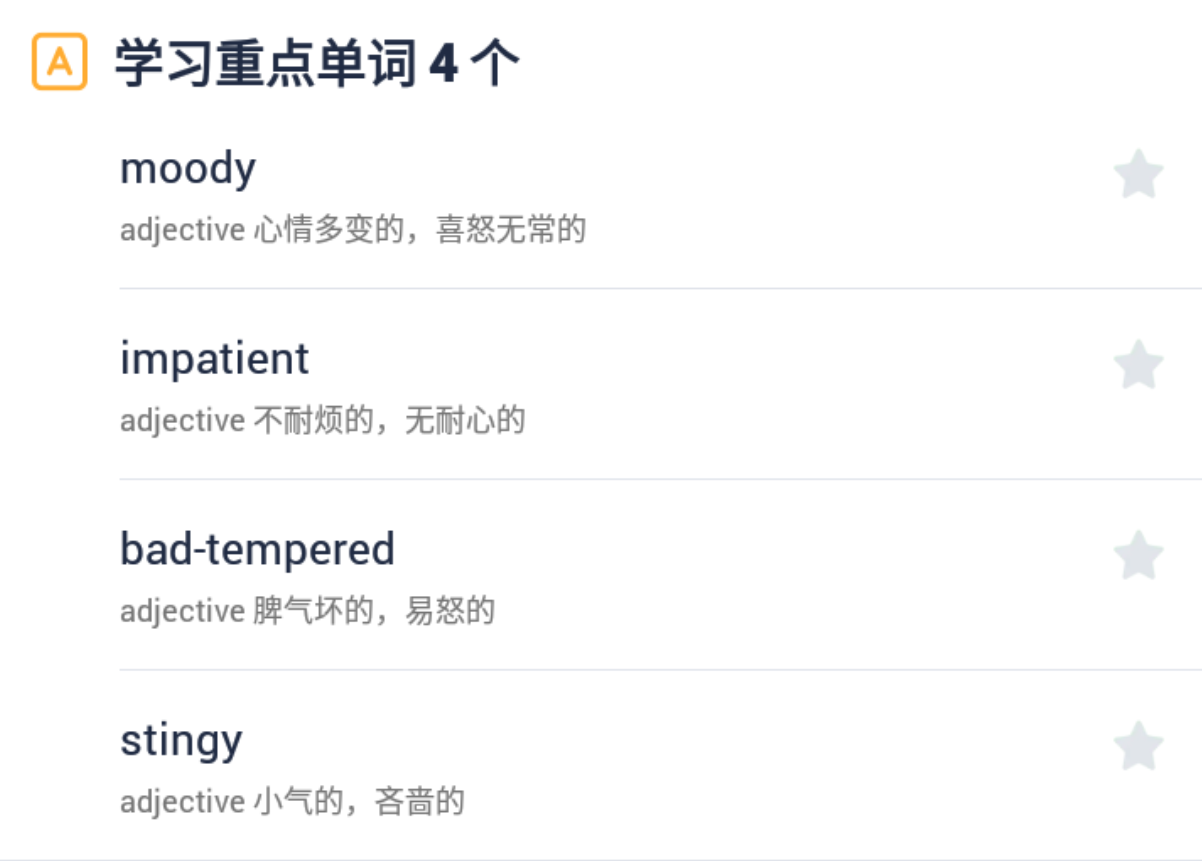 A 学习重点单词 4 个
moody
adjective 心情多变的，喜怒无常的
impatient
adjective 不耐烦的，无耐心的
bad-tempered
adjective 脾气坏的，易怒的
stingy
adjective 小气的，吝啬的